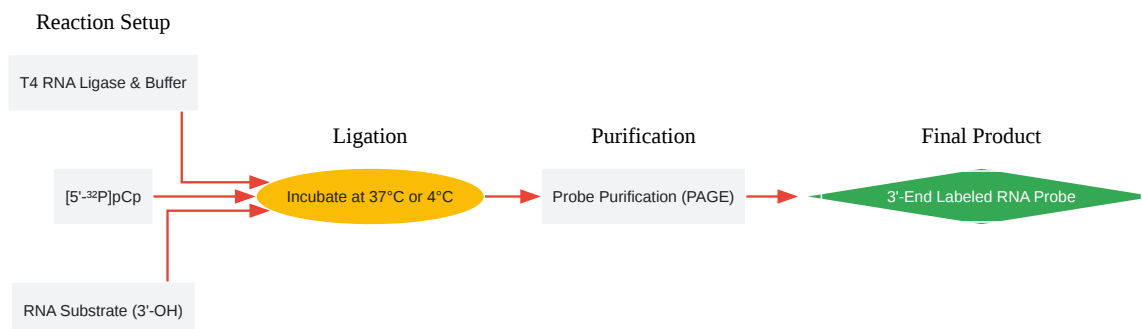 Reaction Setup
T4 RNA Ligase & Buffer
Ligation
Purification
Final Product
[5'-³²P]pCp
Incubate at 37°C or 4°C
Probe Purification (PAGE)
3'-End Labeled RNA Probe
RNA Substrate (3'-OH)